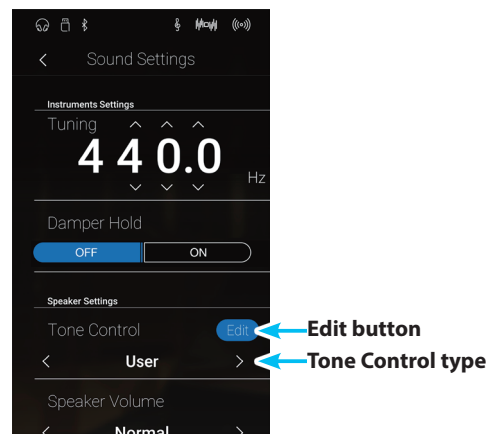 Sound Settings
Instruments Settings
Tuning
440.0 Hz
Damper Hold
OFF ON
Speaker Settings
Tone Control Edit Edit button
User Tone Control type
Speaker Volume
Normal